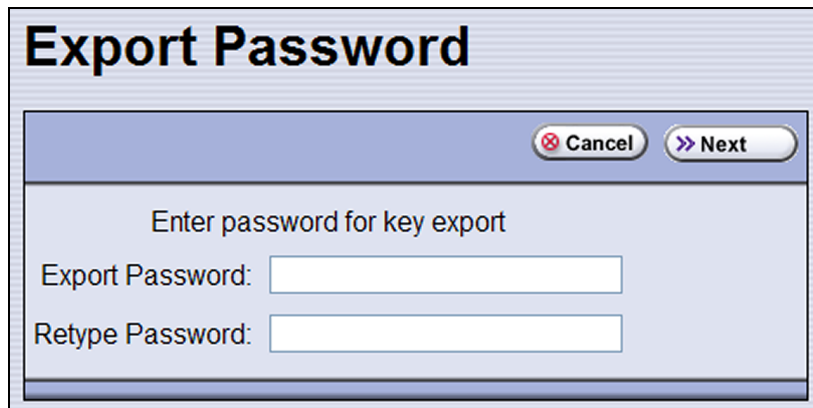 Export Password
Cancel Next
Enter password for key export
Export Password:
Retype Password: